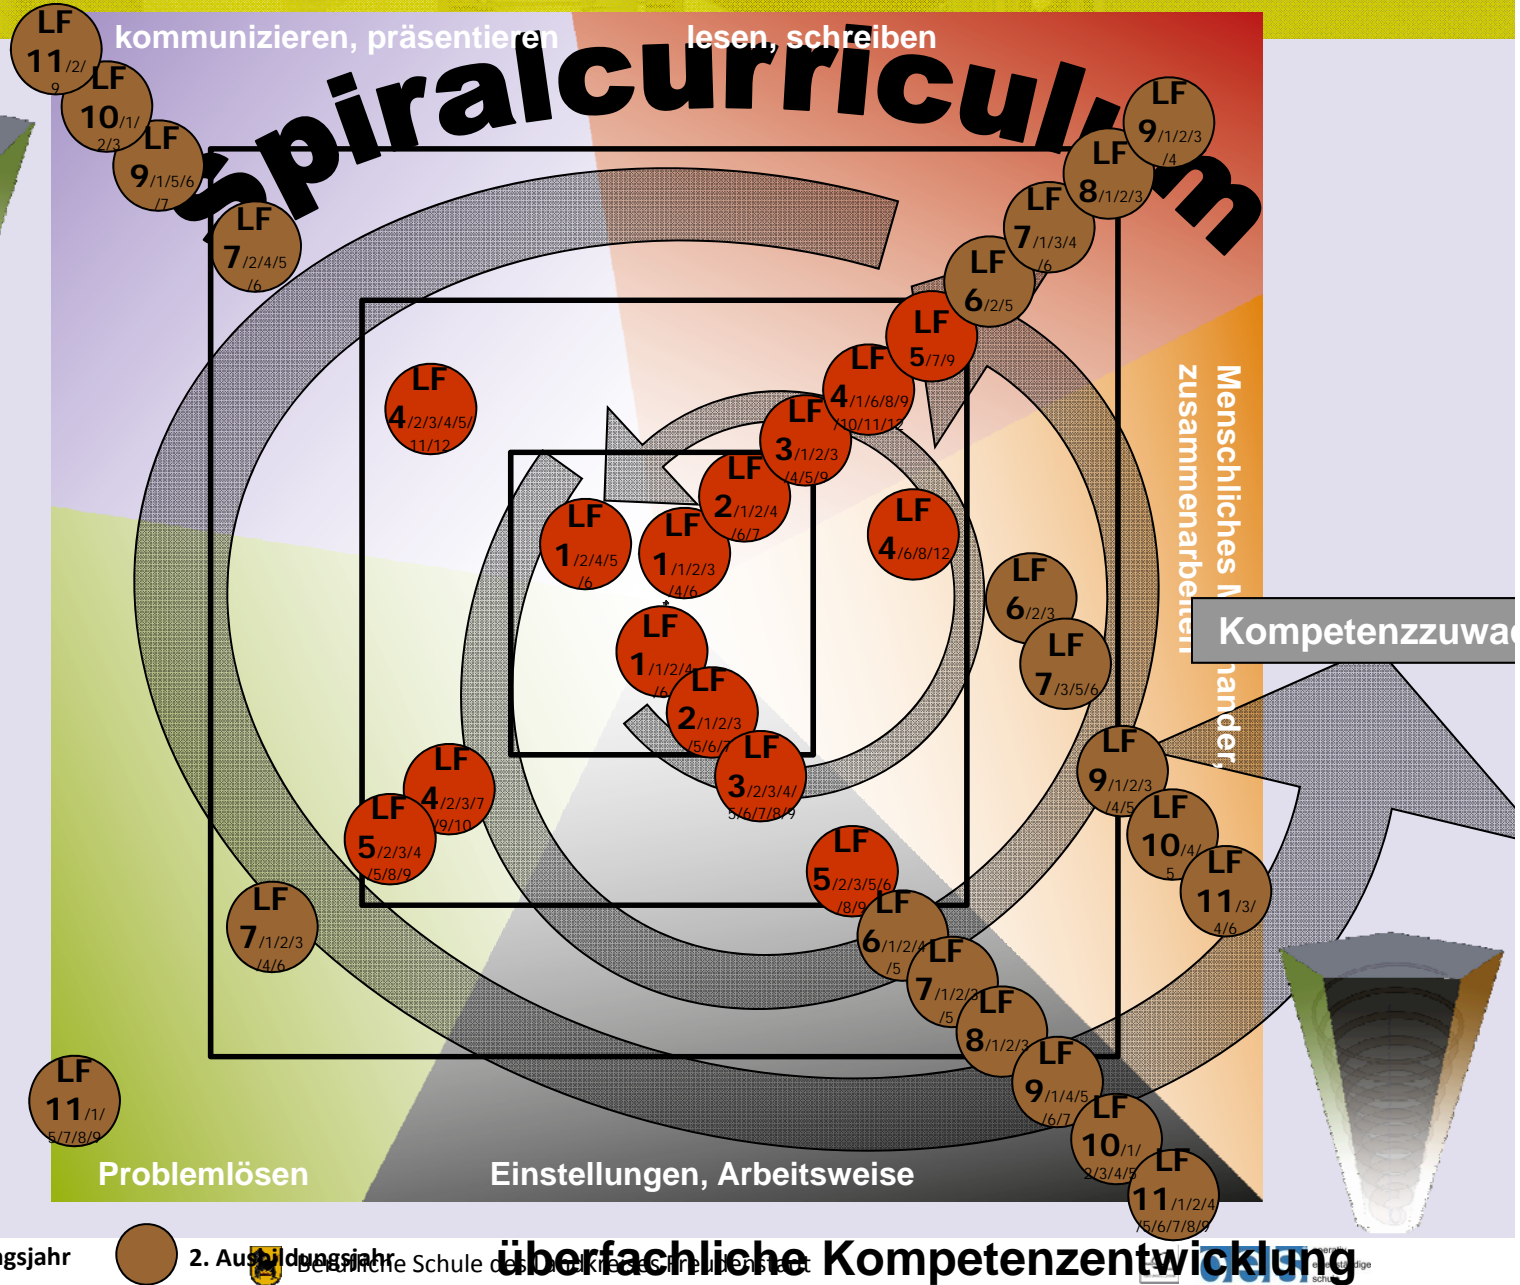 kommunizieren, präsentieren
lesen, schreiben
Spiralcurriculum
LF
11/2/
9
LF
10/1/
2/3
LF
9/1/5/6
/7
LF
7/2/4/5
/6
LF
9/1/2/3
/4
LF
8/1/2/3
LF
7/1/3/4
/6
LF
6/2/5
LF
5/7/9
LF
4/1/6/8/9
/10/11/12
LF
3/1/2/3
/4/5/9
LF
2/1/2/4
/6/7
LF
1/1/2/3
/4/6
LF
4/2/3/4/5/
11/12
LF
1/2/4/5
/6
LF
4/6/8/12
LF
6/2/3
LF
7/3/5/6
LF
9/1/2/3
/4/5
LF
10/4/
5
LF
11/3/
4/6
Menschliches
nander,
zusammenarbeiten
LF
1/1/2/4
/6
LF
2/1/2/3
/5/6/7
LF
3/2/3/4/
5/6/7/8/9
LF
4/2/3/7
/9/10
LF
5/2/3/4
/5/8/9
LF
7/1/2/3
/4/6
LF
11/1/
5/7/8/9
LF
5/2/3/5/6
/8/9
LF
6/1/2/4
/5
LF
7/1/2/3
/5
LF
8/1/2/3
LF
9/1/4/5
/6/7
LF
10/1/
2/3/4/5
LF
11/1/2/4
/5/6/7/8/9
Problemlösen
Einstellungen, Arbeitsweise
2. Ausbildungsjahr
Berufliche Schule des Landkreises Freudenstadt
überfachliche Kompetenzentwicklung